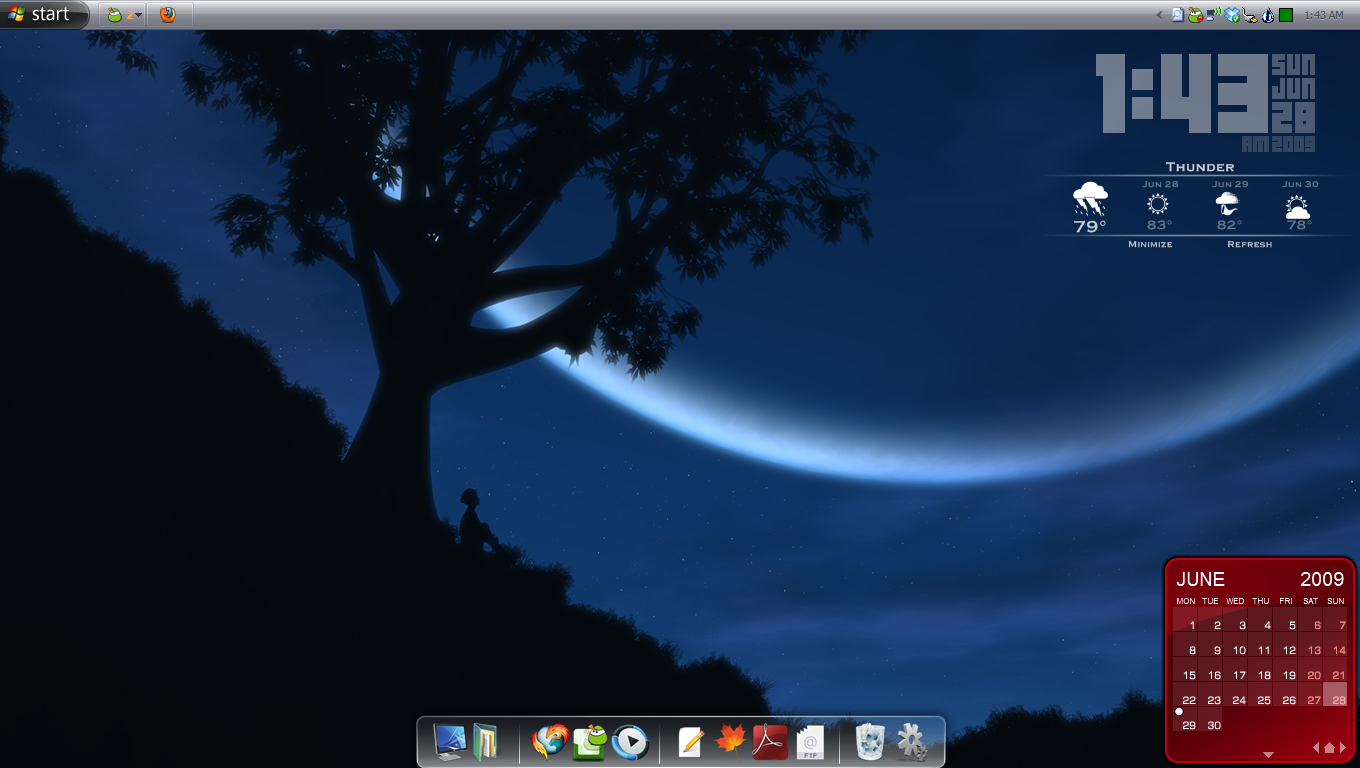 start
2
1:43 AM
1:43
SUN
JUN
28
AM 2009
THUNDER
JUN 28 JUN 29 JUN 30
79° 83° 82° 78°
MINIMIZE REFRESH
JUNE 2009
MON TUE WED THU FRI SAT SUN
1 2 3 4 5 6 7
8 9 10 11 12 13 14
15 16 17 18 19 20 21
22 23 24 25 26 27 28
29 30
@
FTP